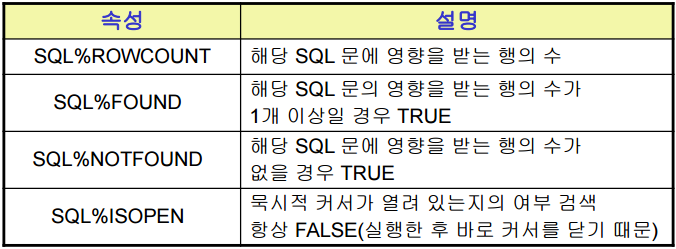 속성 설명
SQL%ROWCOUNT 해당 SQL 문에 영향을 받는 행의 수
SQL%FOUND 해당 SQL 문의 영향을 받는 행의 수가
1개 이상일 경우 TRUE
SQL%NOTFOUND 해당 SQL 문에 영향을 받는 행의 수가
없을 경우 TRUE
SQL%ISOPEN 묵시적 커서가 열려 있는지의 여부 검색
항상 FALSE(실행한 후 바로 커서를 닫기 때문)